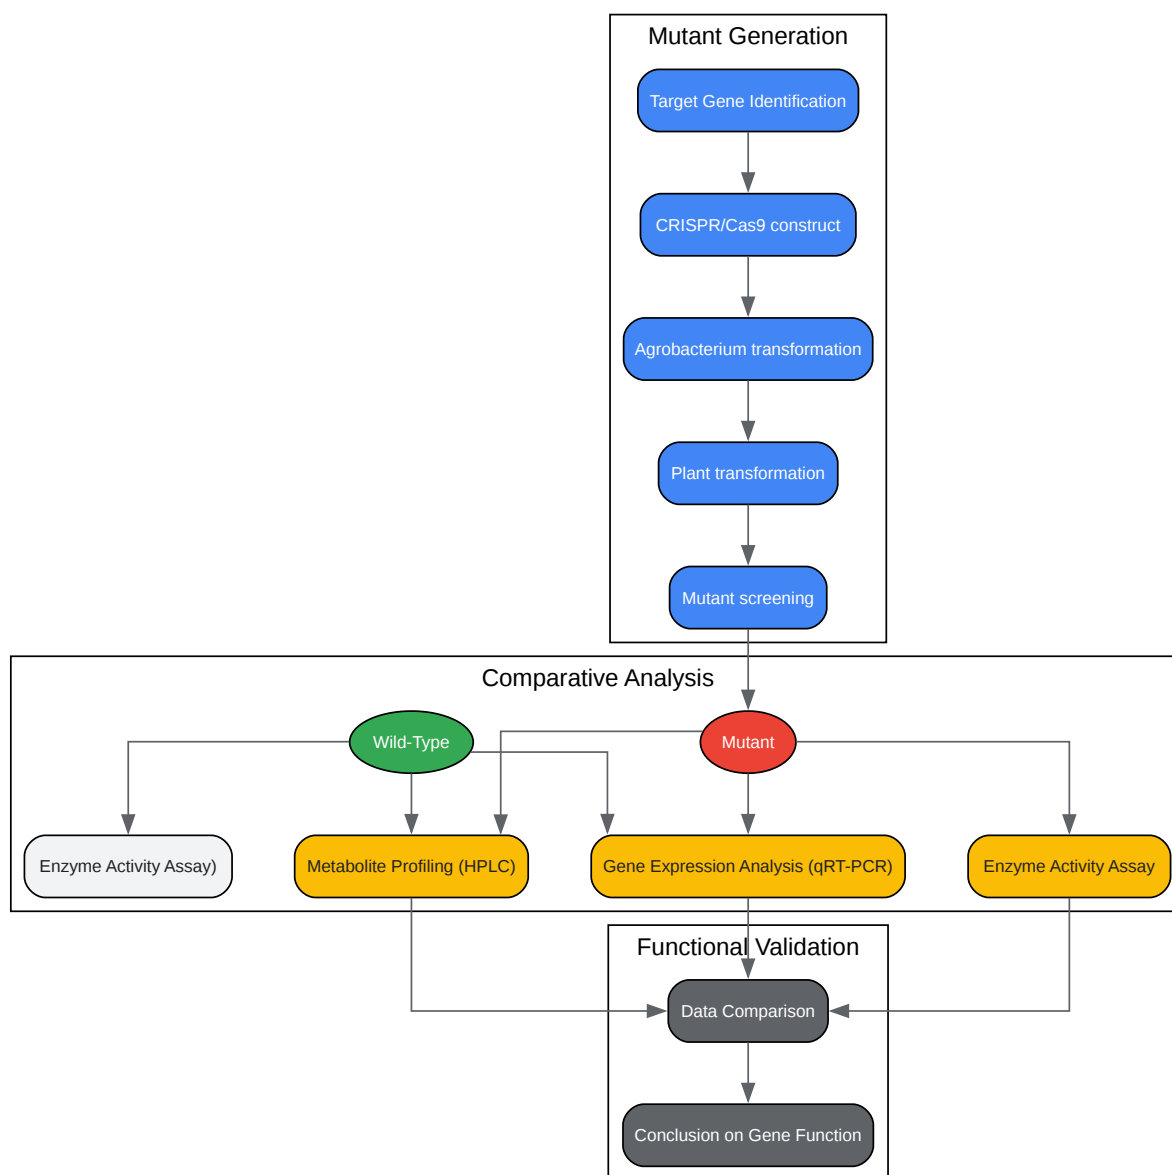 Mutant Generation
Target Gene Identification
CRISPR/Cas9 construct
Agrobacterium transformation
Plant transformation
Mutant screening
Comparative Analysis
Wild-Type
Mutant
Enzyme Activity Assay)
Metabolite Profiling (HPLC)
Gene Expression Analysis (qRT-PCR)
Enzyme Activity Assay
Functional Validation
Data Comparison
Conclusion on Gene Function